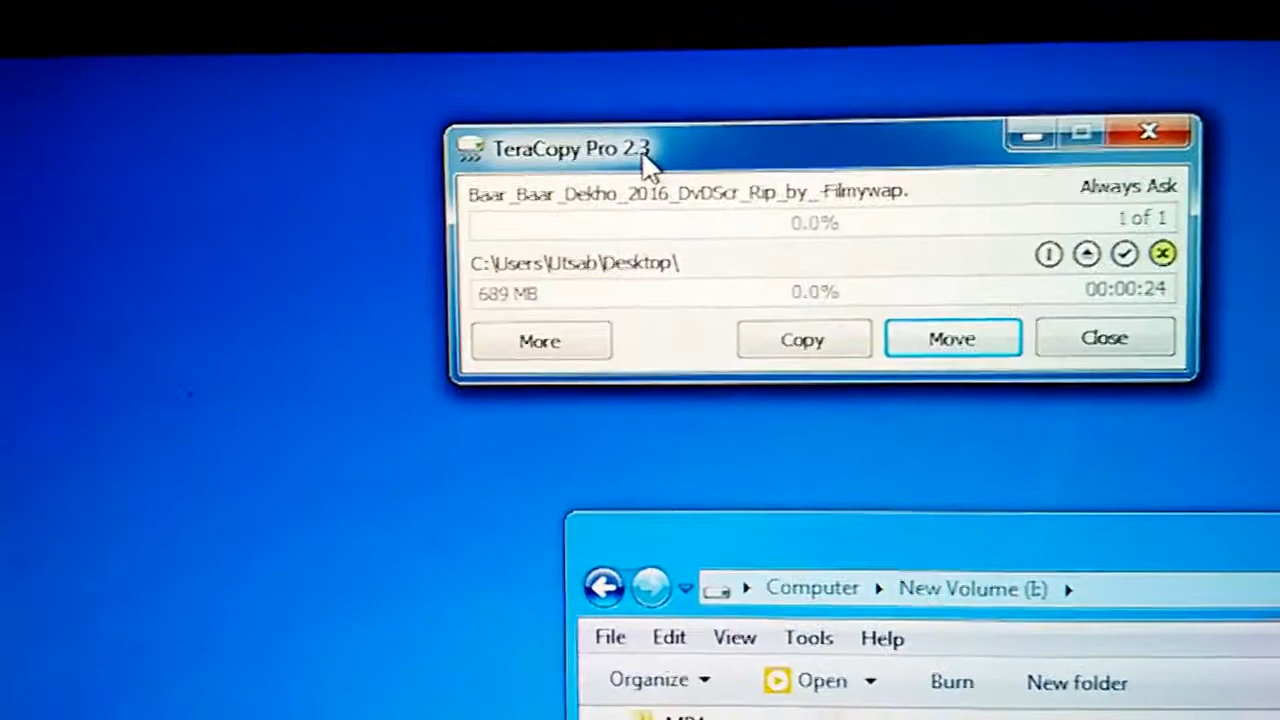 TeraCopy Pro 2.3
Baar_Baar_Dekho_2016_DvDScr_Rip_by_-Filmywap.
Always Ask
0.0%
1 of 1
C:\Users\Utsab\Desktop\
689 MB
0.0%
00:00:24
More
Copy
Move
Close
Computer
New Volume (E:)
File
Edit
View
Tools
Help
Organize
Open
Burn
New folder
MP4